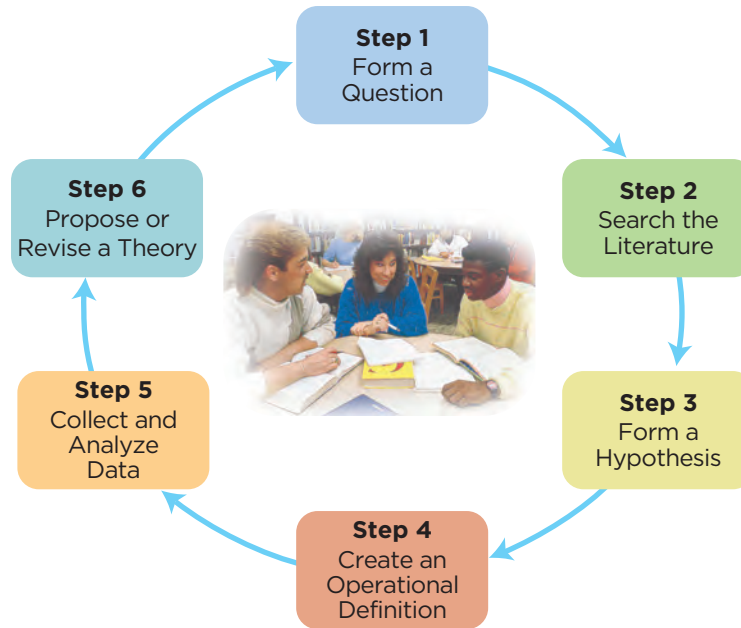 Step 1
Form a
Question
Step 2
Search the
Literature
Step 3
Form a
Hypothesis
Step 4
Create an
Operational
Definition
Step 5
Collect and
Analyze
Data
Step 6
Propose or
Revise a Theory